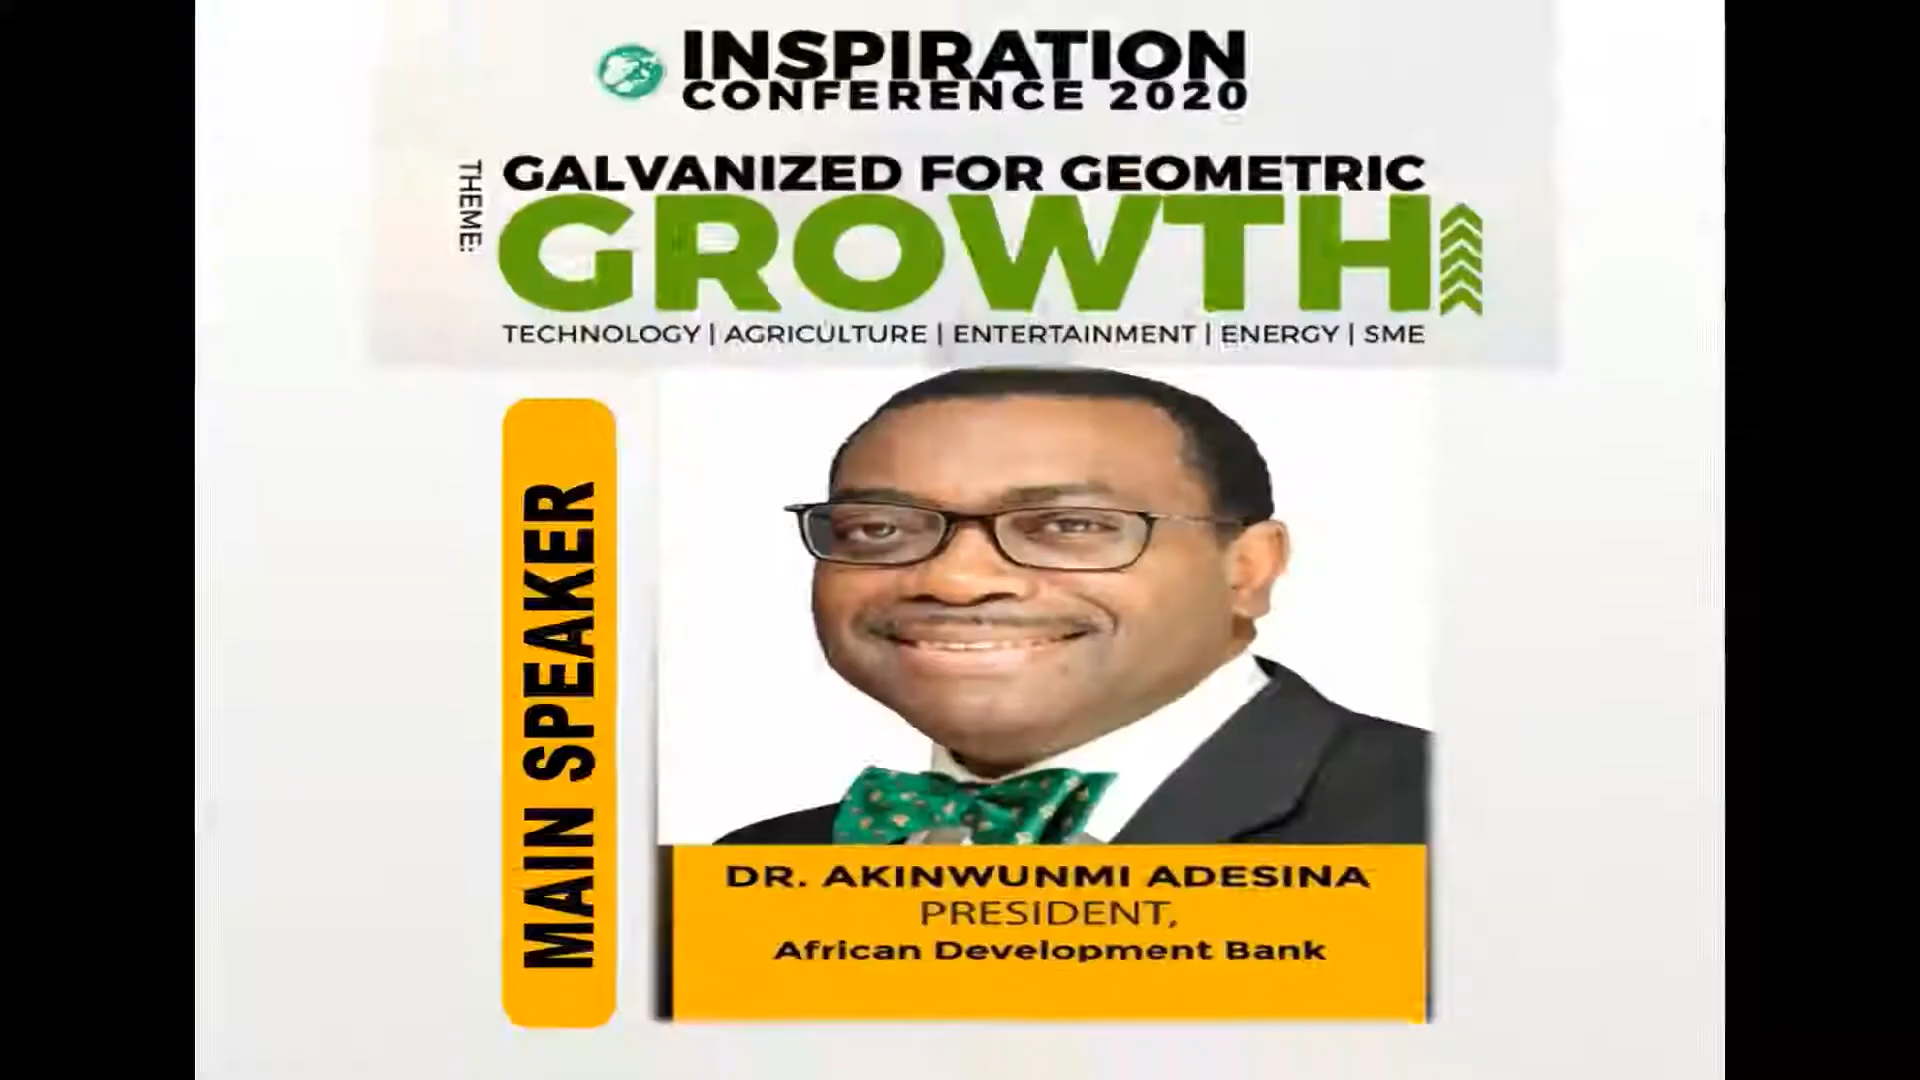 INSPIRATION
CONFERENCE 2020
THEME:
GALVANIZED FOR GEOMETRIC
GROWTH
TECHNOLOGY | AGRICULTURE | ENTERTAINMENT | ENERGY | SME
MAIN SPEAKER
DR. AKINWUNMI ADESINA
PRESIDENT,
African Development Bank